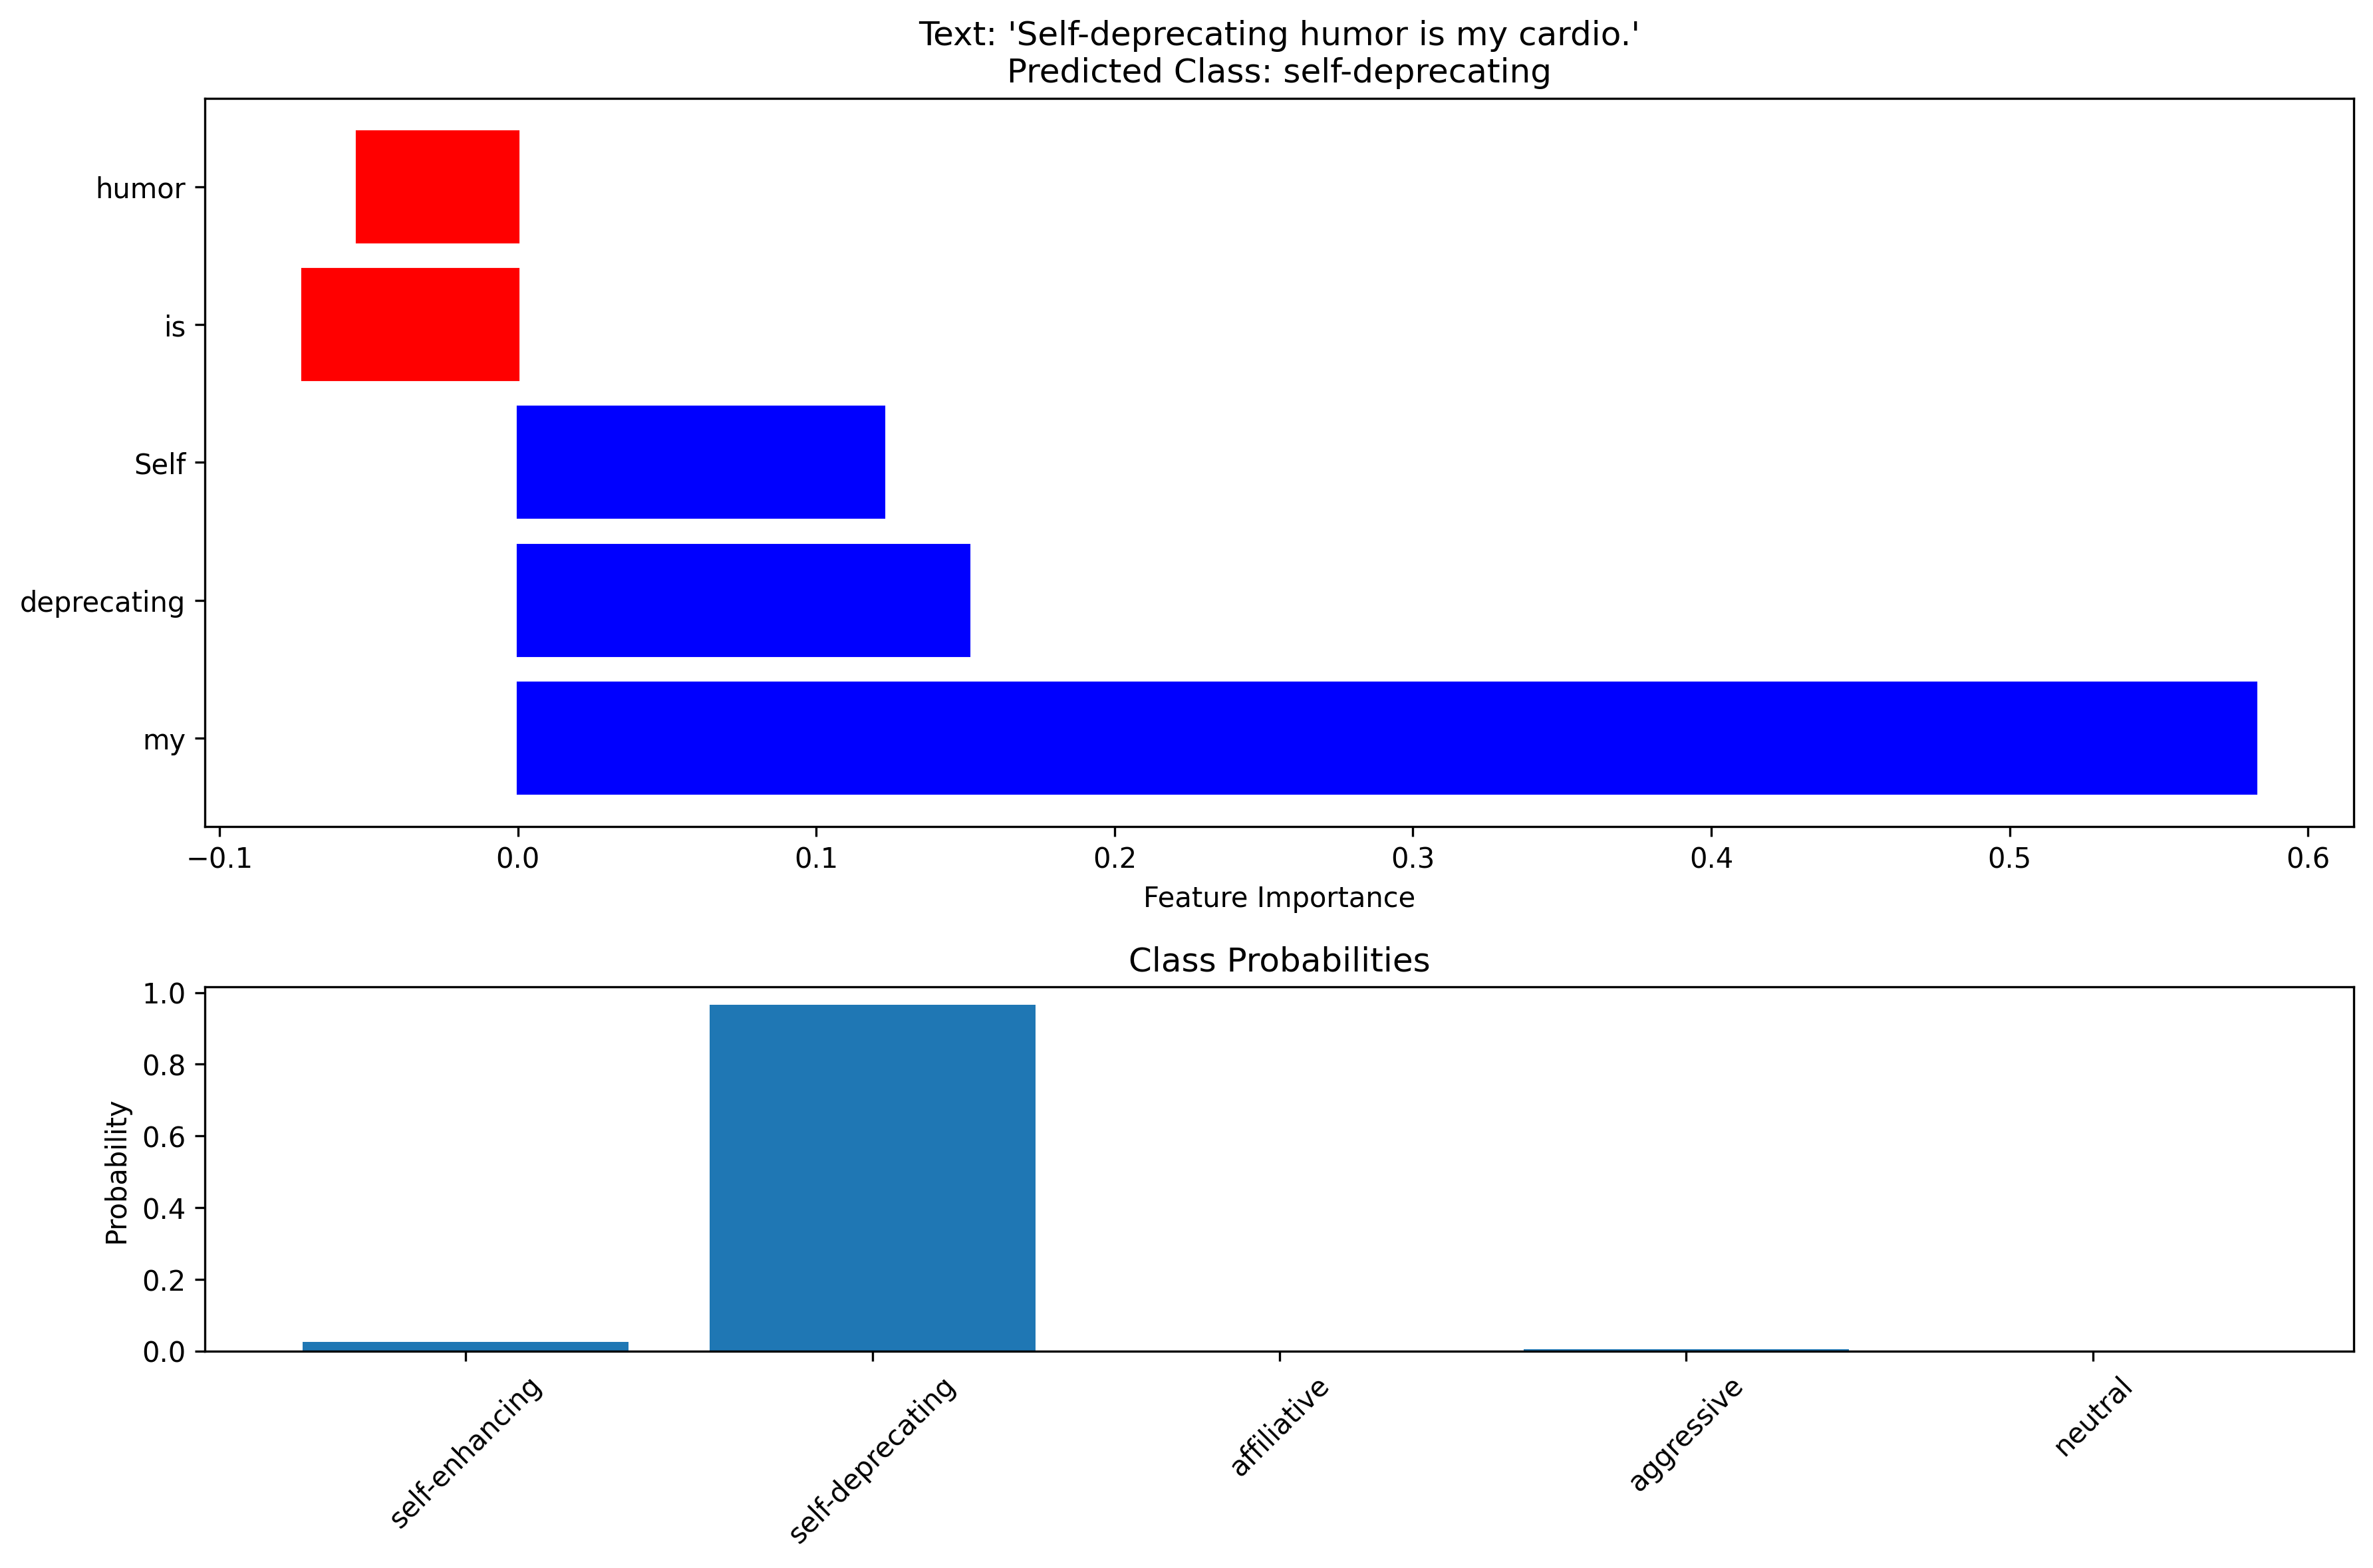 Text: 'Self-deprecating humor is my cardio.'
Predicted Class: self-deprecating
humor
is
Self
deprecating
my
−0.1 0.0 0.1 0.2 0.3 0.4 0.5 0.6
Feature Importance
Class Probabilities
1.0
0.8
0.6
0.4
0.2
0.0
Probability
self-enhancing
self-deprecating
affiliative
aggressive
neutral